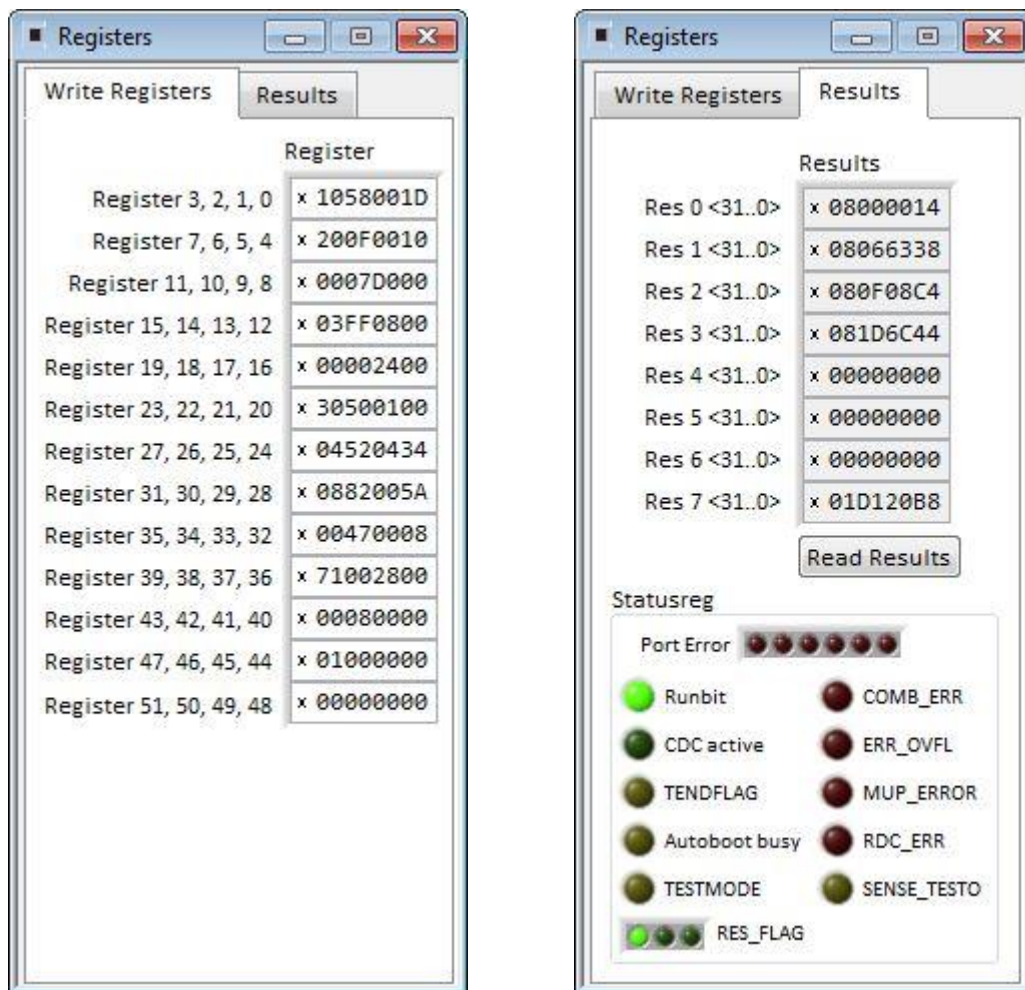 Registers
Write Registers Results
Register
Register 3, 2, 1, 0 x 1058001D
Register 7, 6, 5, 4 x 200F0010
Register 11, 10, 9, 8 x 0007D000
Register 15, 14, 13, 12 x 03FF0800
Register 19, 18, 17, 16 x 00002400
Register 23, 22, 21, 20 x 30500100
Register 27, 26, 25, 24 x 04520434
Register 31, 30, 29, 28 x 0882005A
Register 35, 34, 33, 32 x 00470008
Register 39, 38, 37, 36 x 71002800
Register 43, 42, 41, 40 x 00080000
Register 47, 46, 45, 44 x 01000000
Register 51, 50, 49, 48 x 00000000
Registers
Write Registers Results
Results
Res 0 <31..0> x 08000014
Res 1 <31..0> x 08066338
Res 2 <31..0> x 080F08C4
Res 3 <31..0> x 081D6C44
Res 4 <31..0> x 00000000
Res 5 <31..0> x 00000000
Res 6 <31..0> x 00000000
Res 7 <31..0> x 01D120B8
Read Results
Statusreg
Port Error
Runbit COMB_ERR
CDC active ERR_OVFL
TENDFLAG MUP_ERROR
Autoboot busy RDC_ERR
TESTMODE SENSE_TESTO
RES_FLAG